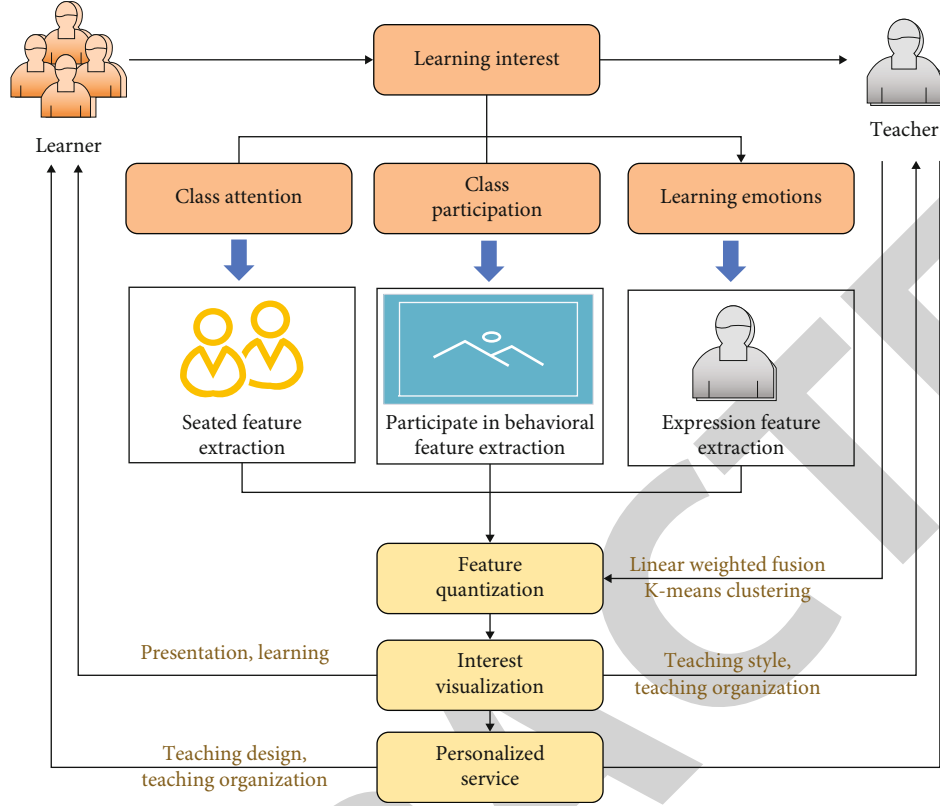 Learning interest
Learner
Teacher
Class attention
Class
participation
Learning emotions
Seated feature
extraction
Participate in behavioral
feature extraction
Expression feature
extraction
Feature
quantization
Linear weighted fusion
K-means clustering
Presentation, learning
Interest
visualization
Teaching style,
teaching organization
Teaching design,
teaching organization
Personalized
service